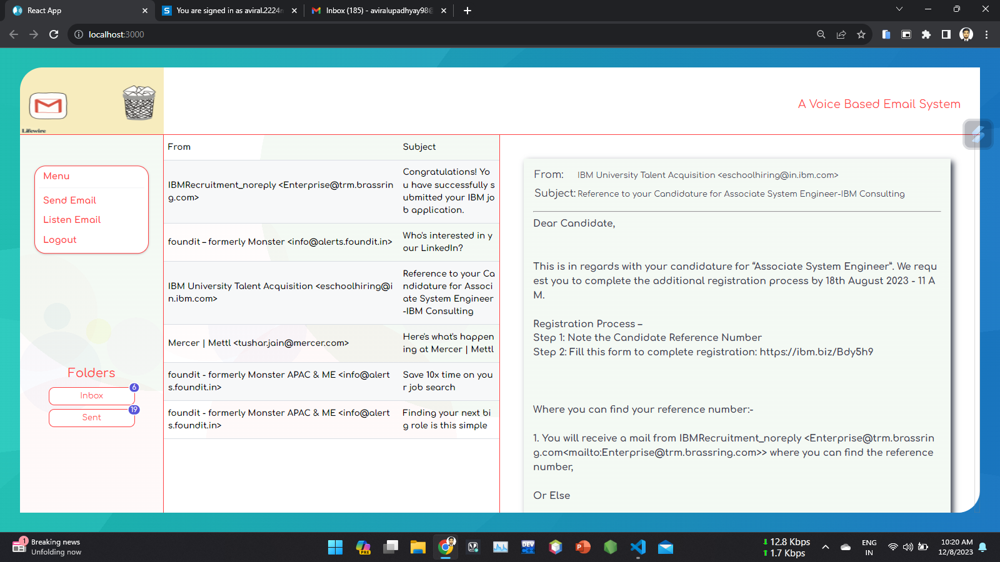 React App
You are signed in as aviral.2224
Inbox (185) - aviralupadhyay98@
localhost:3000
Lifewire
A Voice Based Email System
Menu
Send Email
Listen Email
Logout
Folders
Inbox
6
Sent
19
From
Subject
IBMRecruitment_noreply <Enterprise@trm.brassrin
g.com>
Congratulations! Yo
u have successfully s
ubmitted your IBM jo
b application.
foundit – formerly Monster <info@alerts.foundit.in>
Who's interested in y
our LinkedIn?
IBM University Talent Acquisition <eschoolhiring@i
n.ibm.com>
Reference to your Ca
ndidature for Associ
ate System Engineer
-IBM Consulting
Mercer | Mettl <tushar.jain@mercer.com>
Here's what's happen
ing at Mercer | Mettl
foundit - formerly Monster APAC & ME <info@alert
s.foundit.in>
Save 10x time on you
r job search
foundit - formerly Monster APAC & ME <info@alert
s.foundit.in>
Finding your next bi
g role is this simple
From: IBM University Talent Acquisition <eschoolhiring@in.ibm.com>
Subject: Reference to your Candidature for Associate System Engineer-IBM Consulting
Dear Candidate,
This is in regards with your candidature for “Associate System Engineer”. We requ
est you to complete the additional registration process by 18th August 2023 - 11 A
M.
Registration Process –
Step 1: Note the Candidate Reference Number
Step 2: Fill this form to complete registration: https://ibm.biz/Bdy5h9
Where you can find your reference number:-
1. You will receive a mail from IBMRecruitment_noreply <Enterprise@trm.brassrin
g.com<mailto:Enterprise@trm.brassring.com>> where you can find the reference
number,
Or Else
1
Breaking news
Unfolding now
PRE
DEV
12.8 Kbps
1.7 Kbps
ENG
IN
10:20 AM
12/8/2023